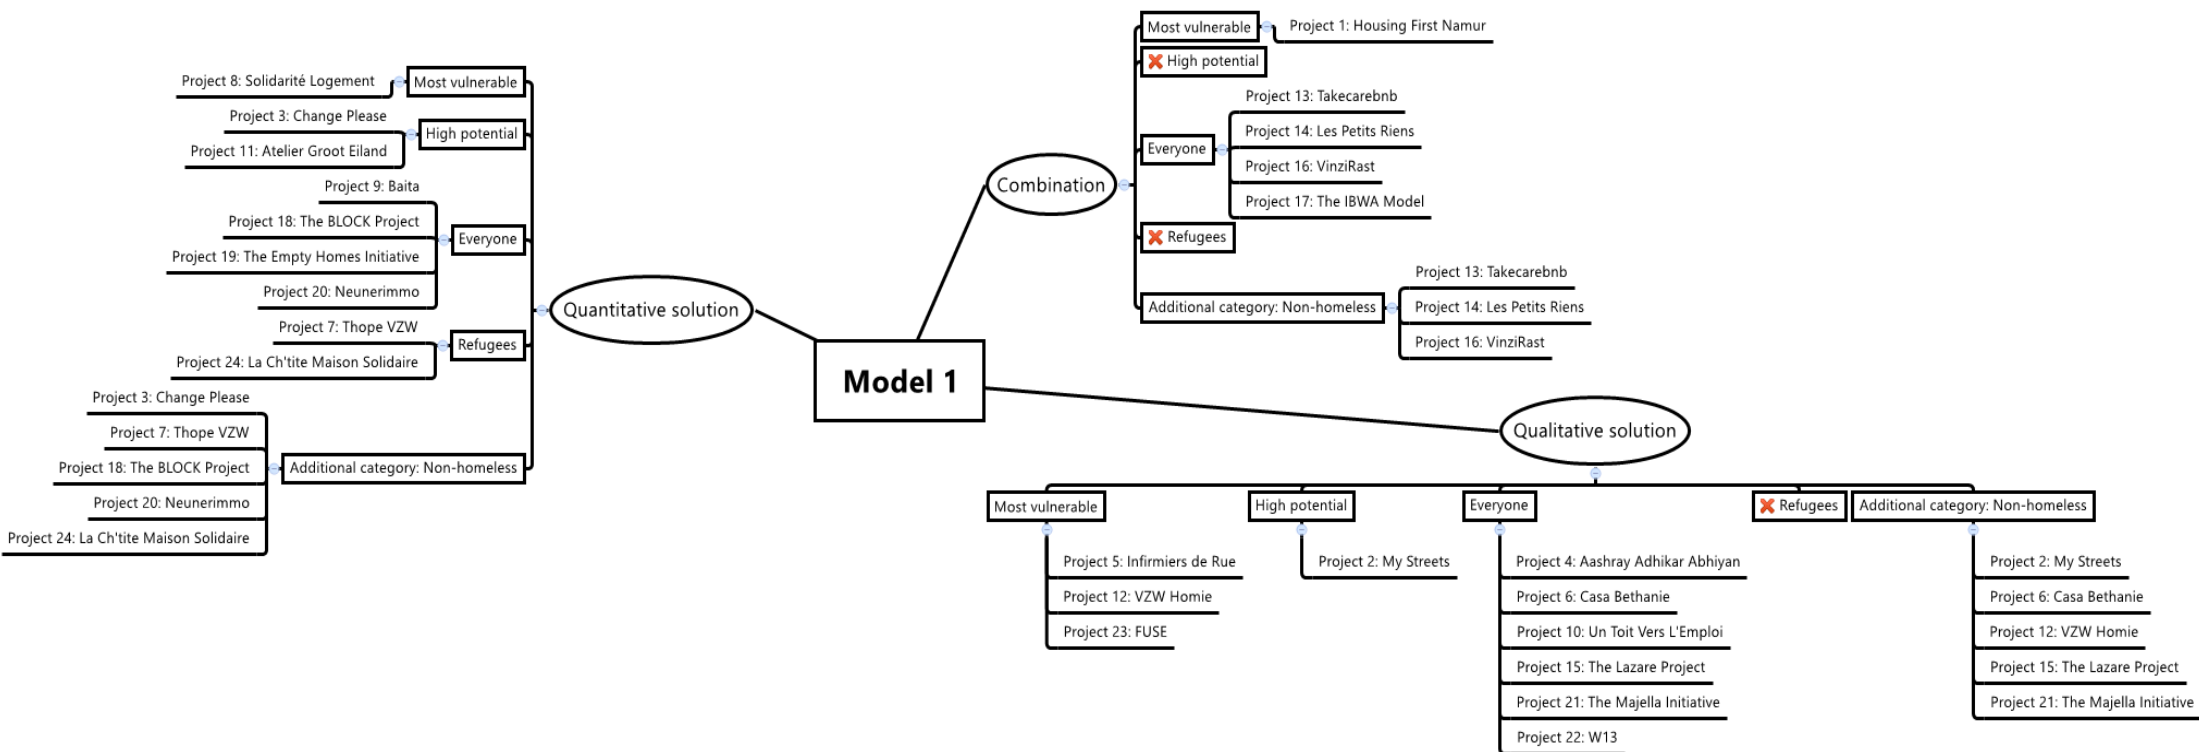 Model 1
Quantitative solution
Most vulnerable
Project 8: Solidarité Logement
High potential
Project 3: Change Please
Project 11: Atelier Groot Eiland
Everyone
Project 9: Baita
Project 18: The BLOCK Project
Project 19: The Empty Homes Initiative
Project 20: Neunerimmo
Refugees
Project 7: Thope VZW
Project 24: La Ch'tite Maison Solidaire
Additional category: Non-homeless
Project 3: Change Please
Project 7: Thope VZW
Project 18: The BLOCK Project
Project 20: Neunerimmo
Project 24: La Ch'tite Maison Solidaire
Combination
Most vulnerable
Project 1: Housing First Namur
High potential
Everyone
Project 13: Takecarebnb
Project 14: Les Petits Riens
Project 16: VinziRast
Project 17: The IBWA Model
Refugees
Additional category: Non-homeless
Project 13: Takecarebnb
Project 14: Les Petits Riens
Project 16: VinziRast
Qualitative solution
Most vulnerable
Project 5: Infirmiers de Rue
Project 12: VZW Homie
Project 23: FUSE
High potential
Project 2: My Streets
Everyone
Project 4: Aashray Adhikar Abhiyan
Project 6: Casa Bethanie
Project 10: Un Toit Vers L'Emploi
Project 15: The Lazare Project
Project 21: The Majella Initiative
Project 22: W13
Refugees
Additional category: Non-homeless
Project 2: My Streets
Project 6: Casa Bethanie
Project 12: VZW Homie
Project 15: The Lazare Project
Project 21: The Majella Initiative